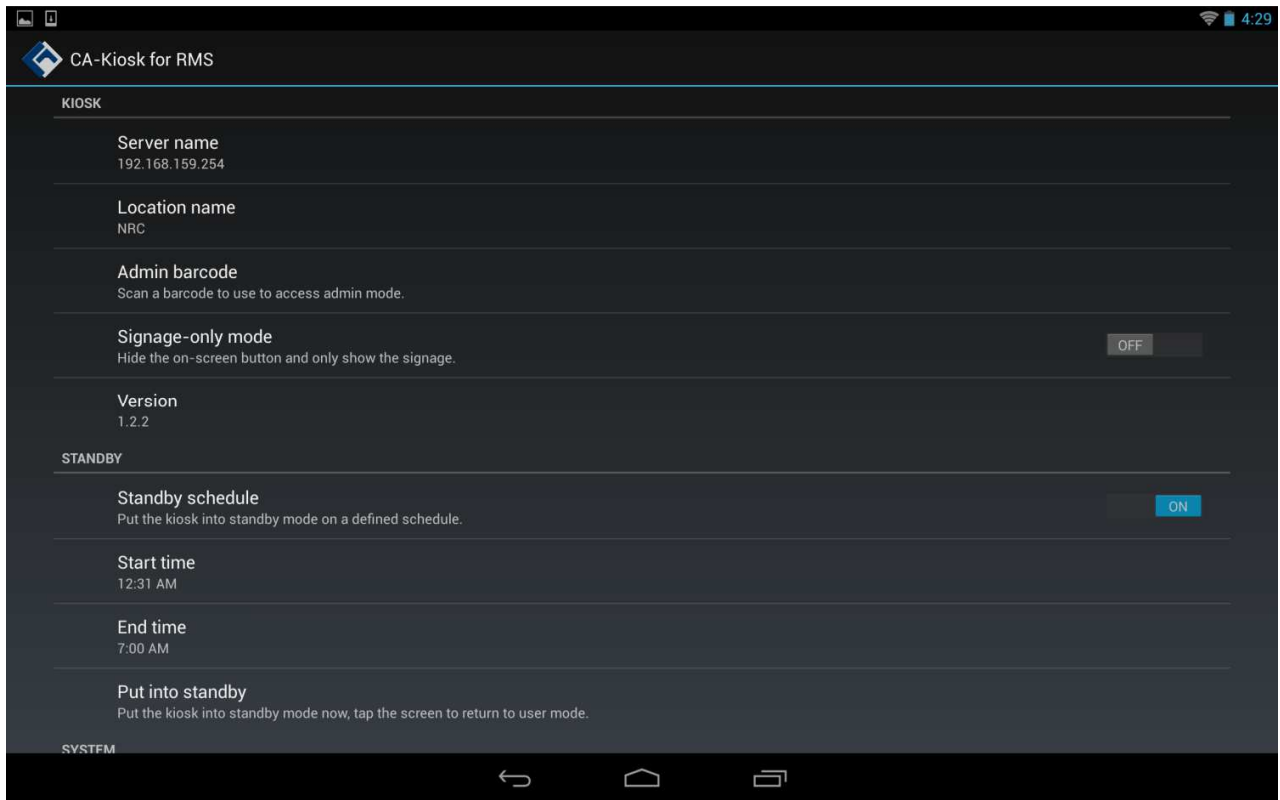 4:29
CA-Kiosk for RMS
KIOSK
Server name
192.168.159.254
Location name
NRC
Admin barcode
Scan a barcode to use to access admin mode.
Signage-only mode
Hide the on-screen button and only show the signage.
OFF
Version
1.2.2
STANDBY
Standby schedule
Put the kiosk into standby mode on a defined schedule.
ON
Start time
12:31 AM
End time
7:00 AM
Put into standby
Put the kiosk into standby mode now, tap the screen to return to user mode.
SYSTEM